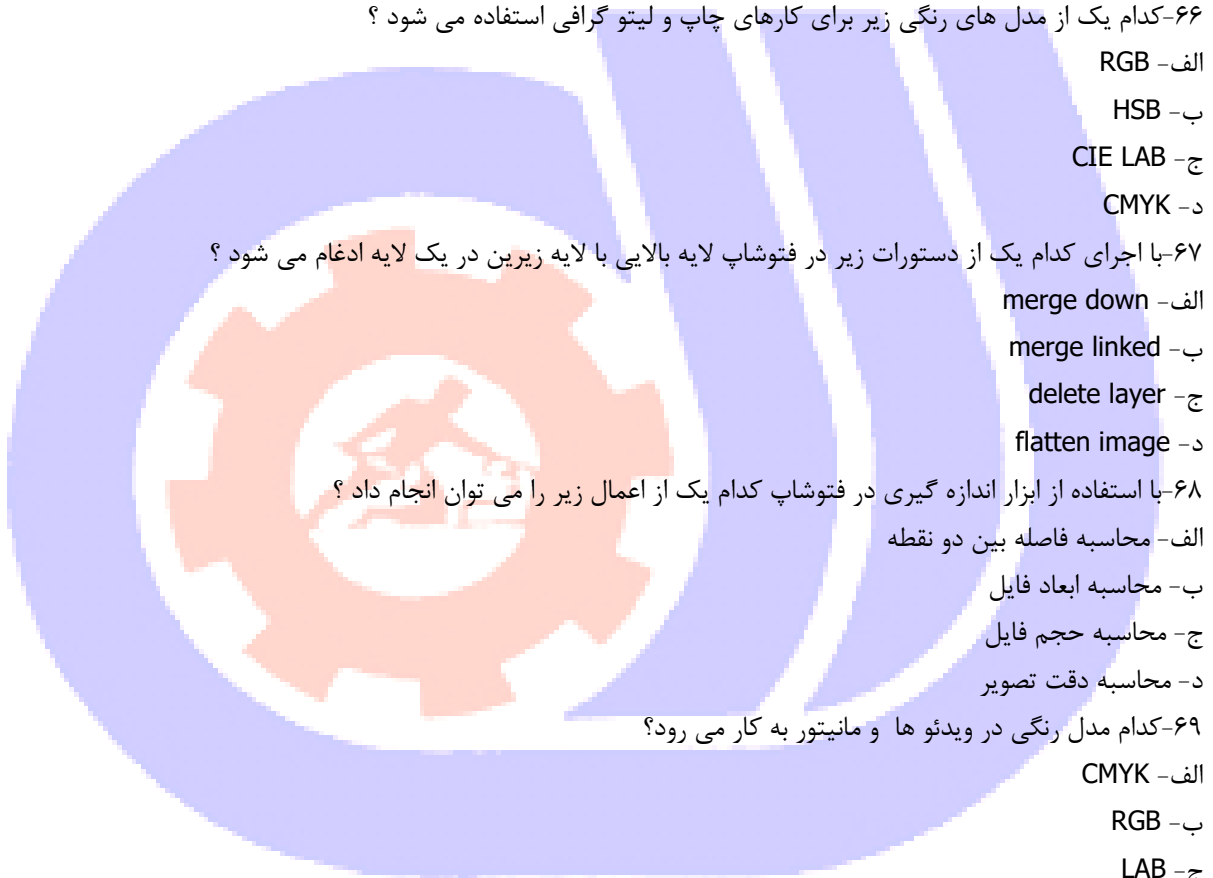 ۶۶-کدام یک از مدل های رنگی زیر برای کارهای چاپ و لیتو گرافی استفاده می شود ؟
الف- RGB
ب- HSB
ج- CIE LAB
د- CMYK
۶۷-با اجرای کدام یک از دستورات زیر در فتوشاپ لایه بالایی با لایه زیرین در یک لایه ادغام می شود ؟
الف- merge down
ب- merge linked
ج- delete layer
د- flatten image
۶۸-با استفاده از ابزار اندازه گیری در فتوشاپ کدام یک از اعمال زیر را می توان انجام داد ؟
الف- محاسبه فاصله بین دو نقطه
ب- محاسبه ابعاد فایل
ج- محاسبه حجم فایل
د- محاسبه دقت تصویر
۶۹-کدام مدل رنگی در ویدئو ها و مانیتور به کار می رود؟
الف- CMYK
ب- RGB
ج- LAB